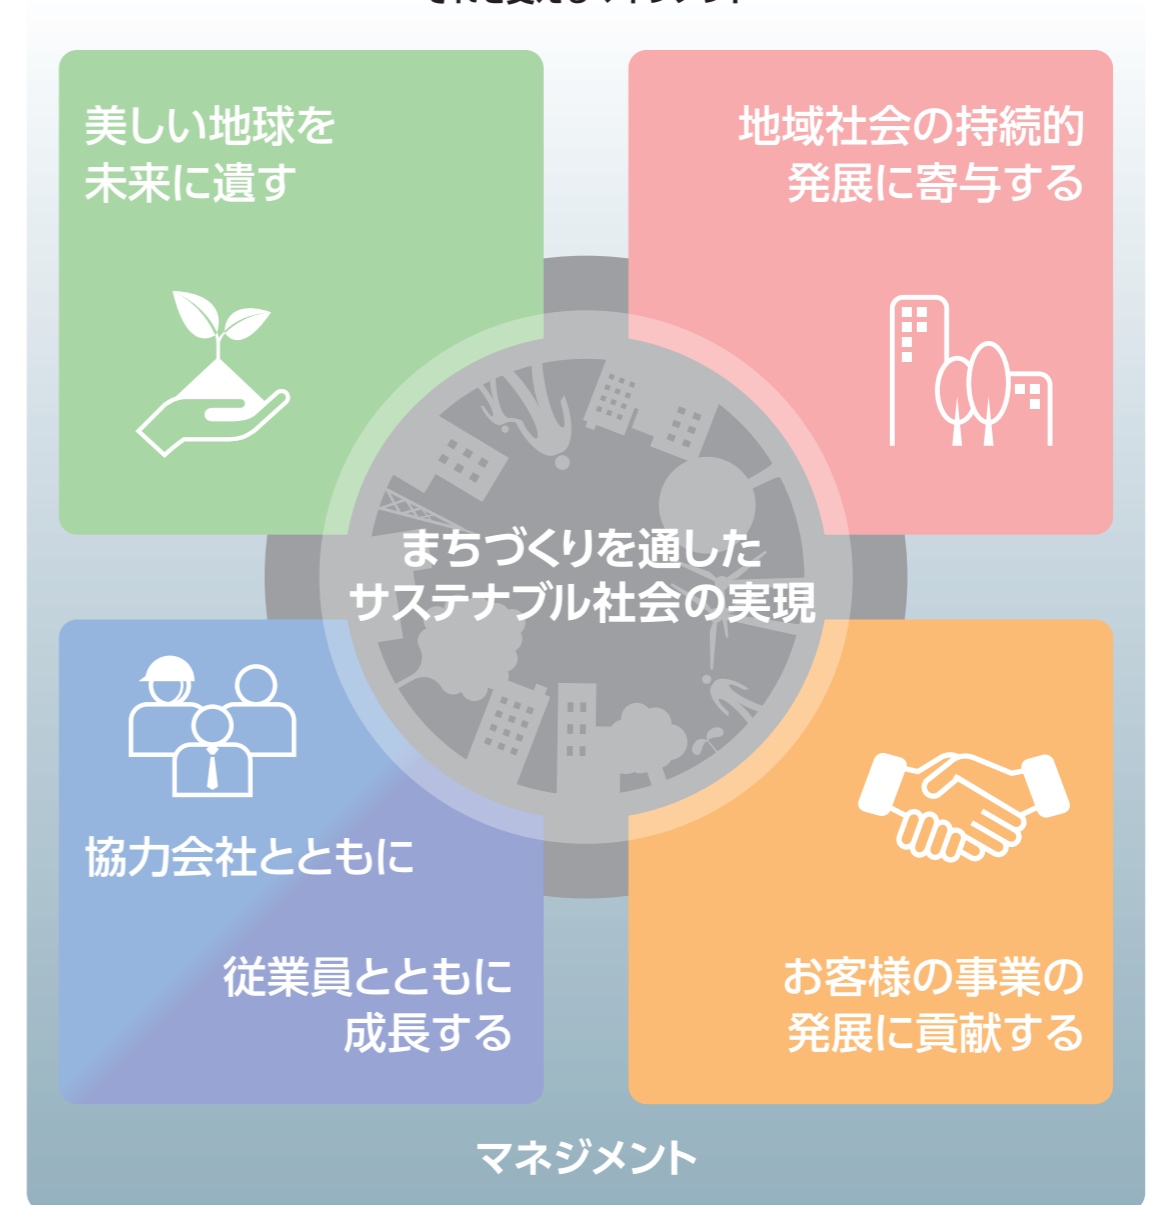 美しい地球を
未来に遺す
地域社会の持続的
発展に寄与する
まちづくりを通した
サステナブル社会の実現
協力会社とともに
従業員とともに
成長する
お客様の事業の
発展に貢献する
マネジメント